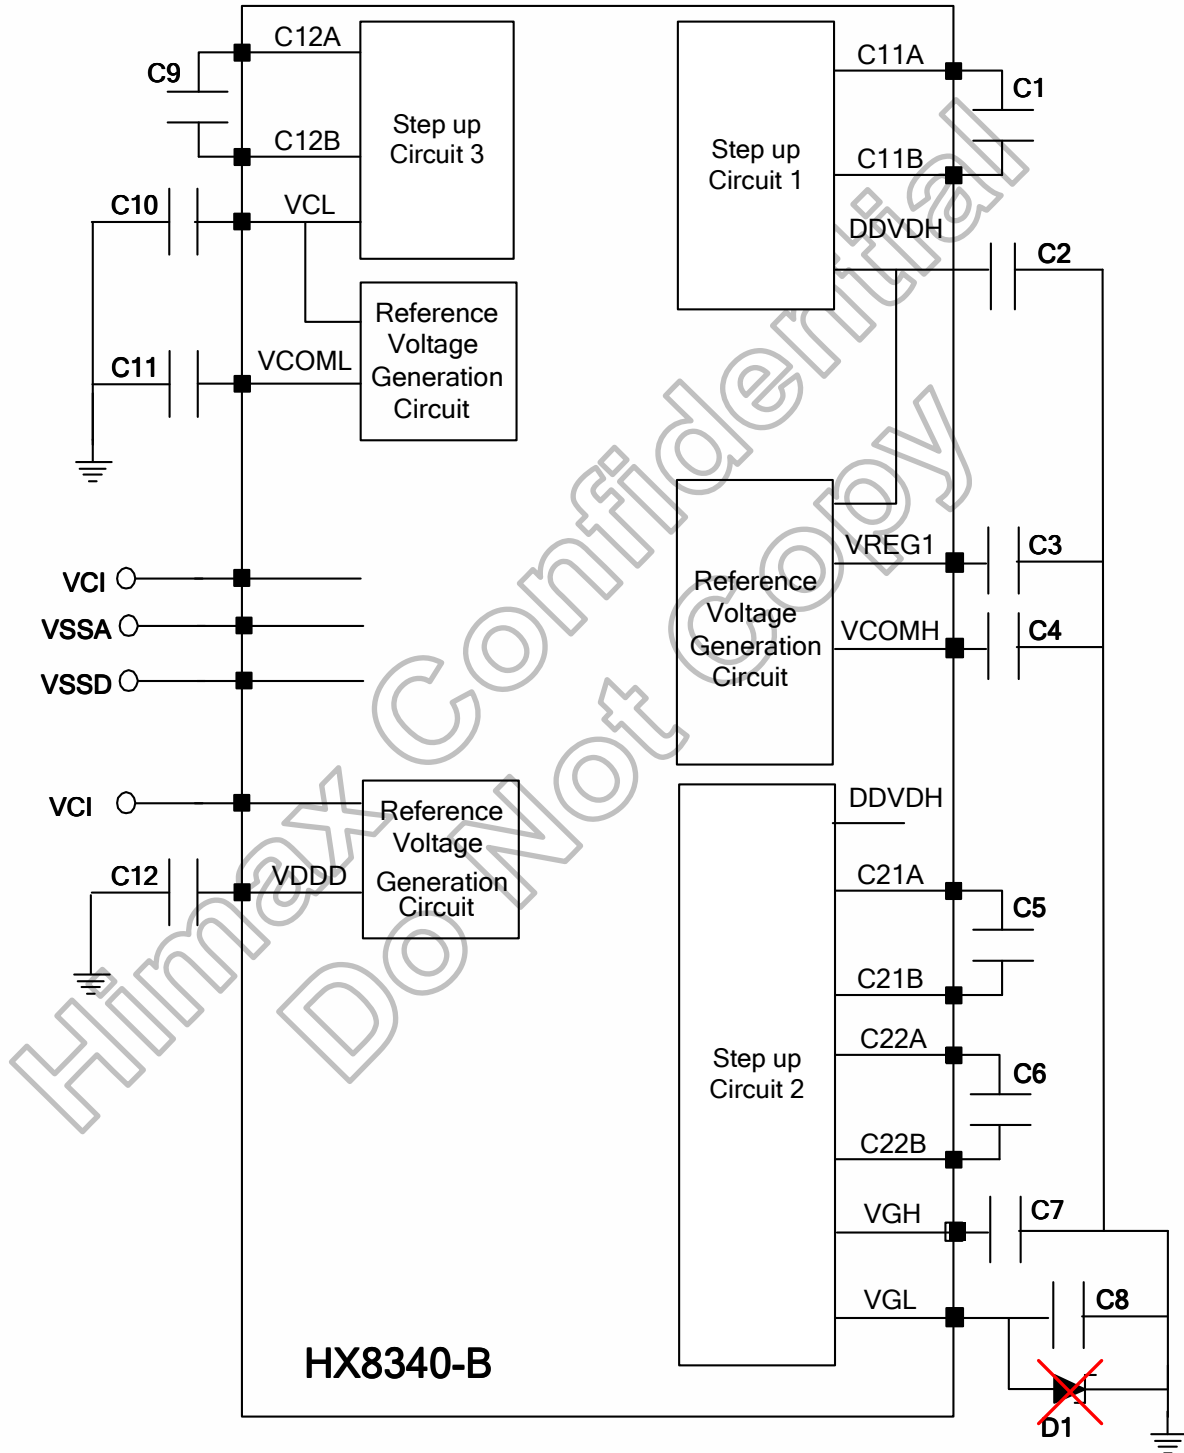 C12A
C9
C12B
Step up
Circuit 3
C10
VCL
Reference
Voltage
Generation
Circuit
C11
VCOML
C11A
C1
Step up
Circuit 1
C11B
DDVDH
C2
VCI
VSSA
VSSD
VREG1
C3
Reference
Voltage
Generation
Circuit
VCOMH
C4
VCI
Reference
Voltage
Generation
Circuit
C12
VDDD
DDVDH
C21A
C5
C21B
C22A
Step up
Circuit 2
C6
C22B
VGH
C7
VGL
C8
D1
HX8340-B
Himax Confidential
Do Not Copy